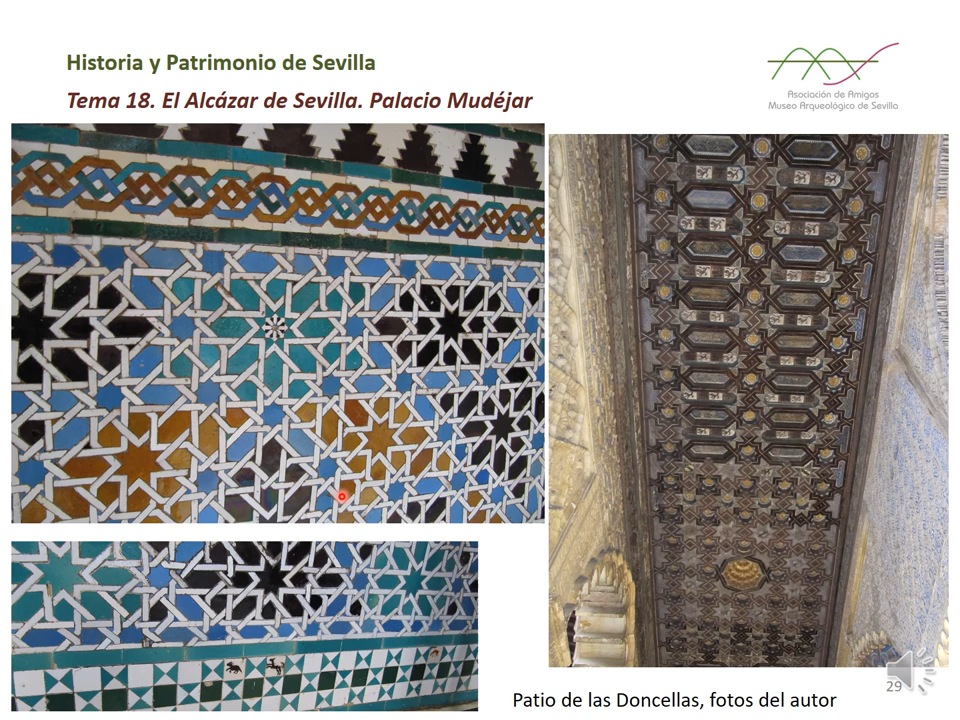 Historia y Patrimonio de Sevilla
Tema 18. El Alcázar de Sevilla. Palacio Mudéjar
Asociación de Amigos
Museo Arqueológico de Sevilla
Patio de las Doncellas, fotos del autor
29